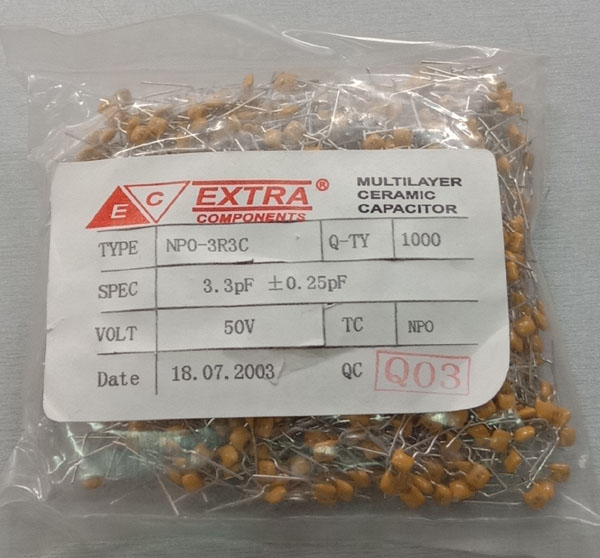 E C EXTRA® MULTILAYER
COMPONENTS CERAMIC
CAPACITOR
TYPE NPO-3R3C Q-TY 1000
SPEC 3.3pF ±0.25pF
VOLT 50V TC NPO
Date 18.07.2003 QC Q03